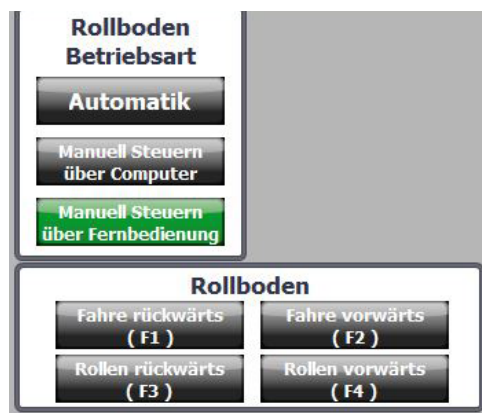 Rollboden
Betriebsart
Automatik
Manuell Steuern
über Computer
Manuell Steuern
über Fernbedienung
Rollboden
Fahre rückwärts
( F1 )
Fahre vorwärts
( F2 )
Rollen rückwärts
( F3 )
Rollen vorwärts
( F4 )